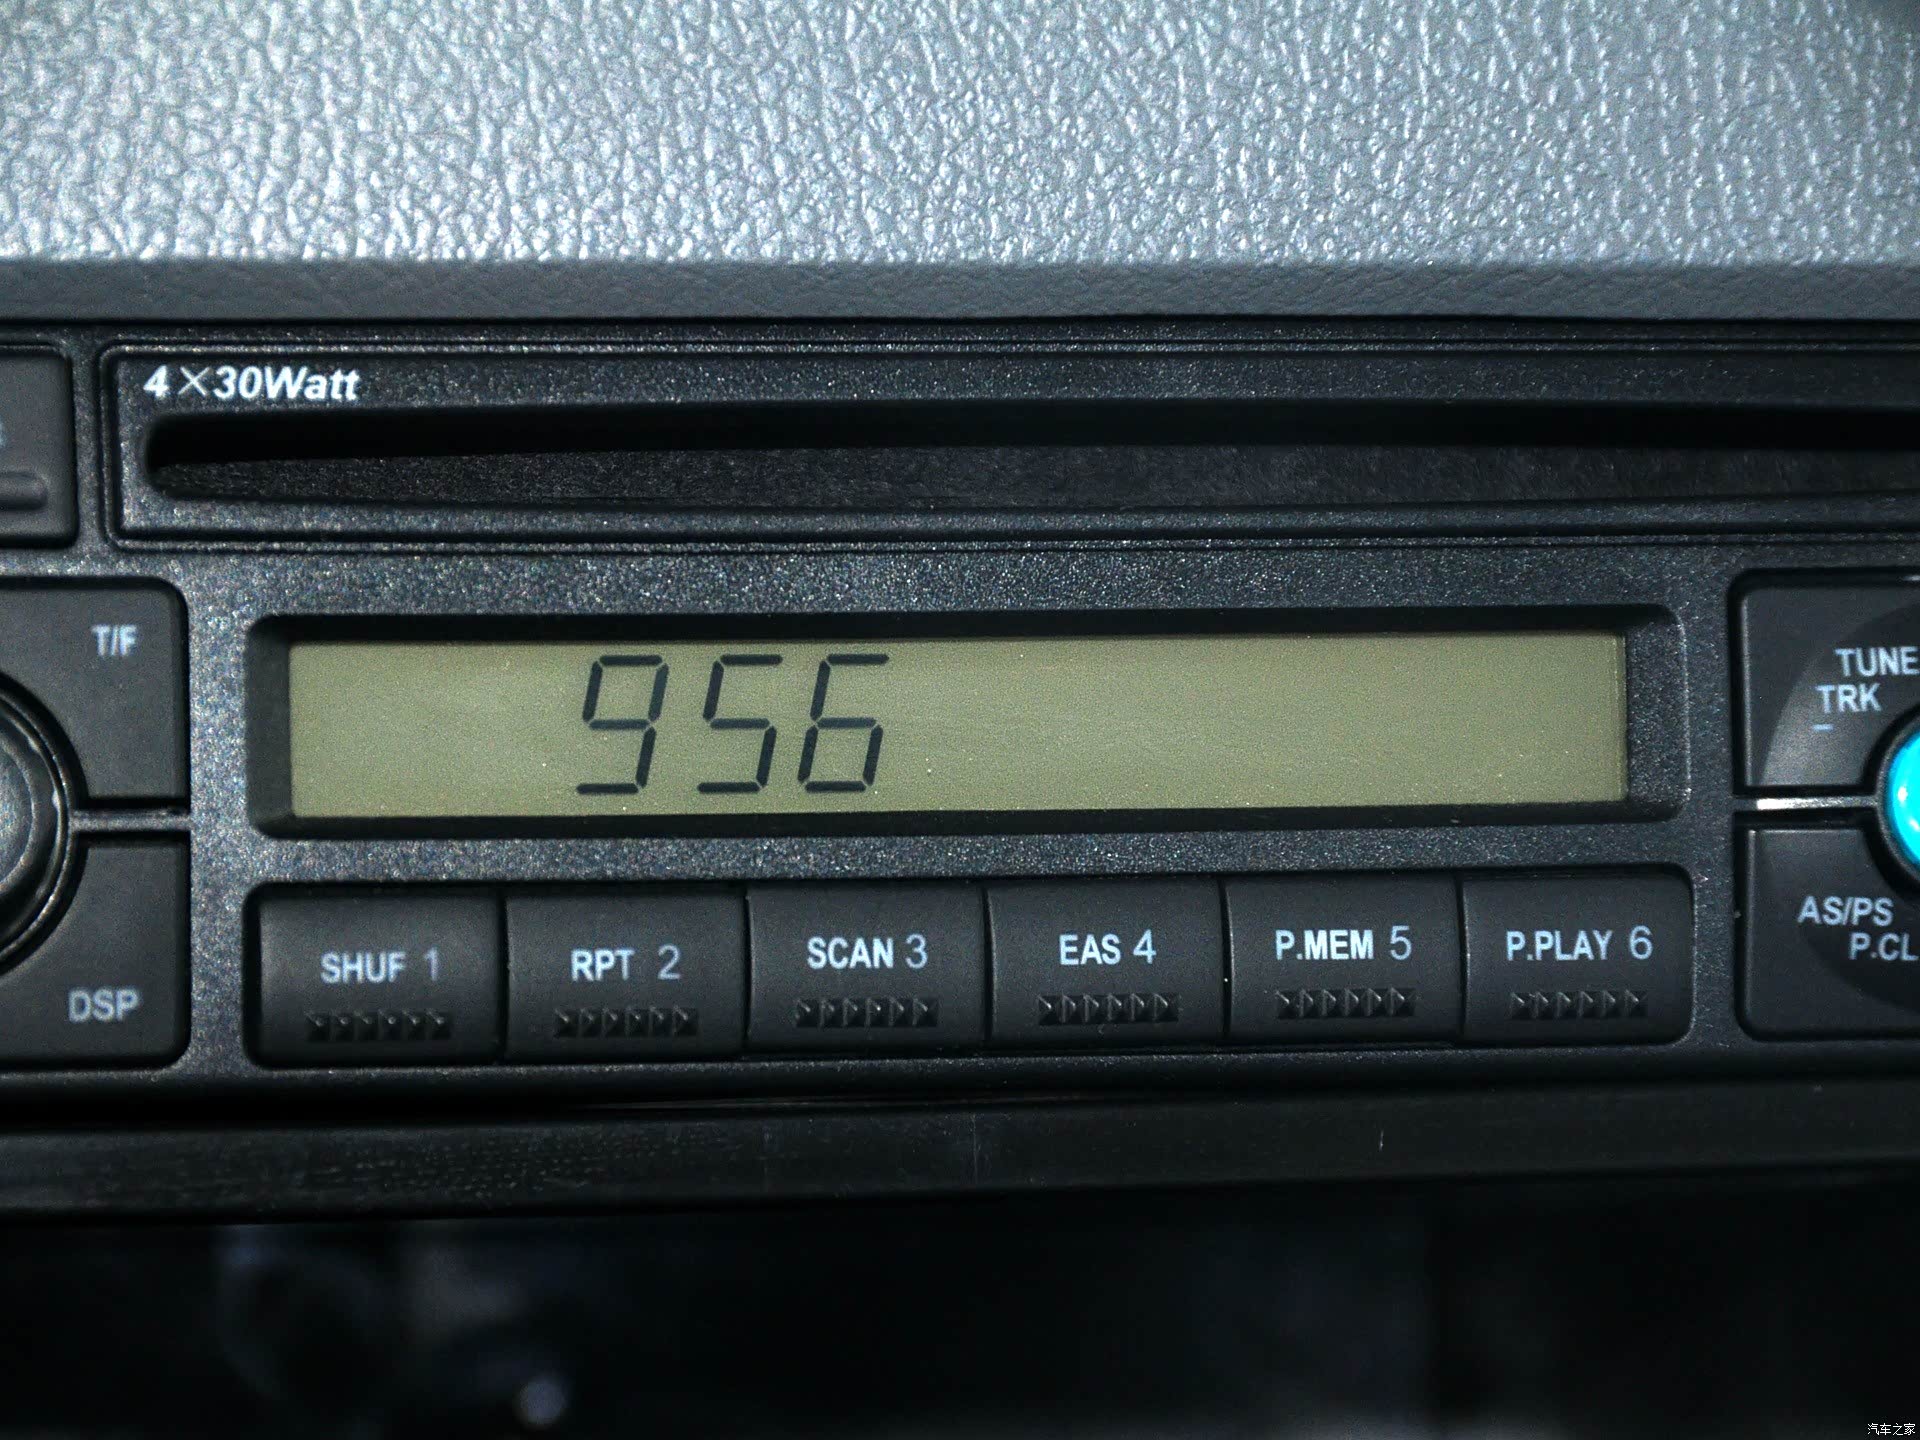 4×30Watt
T/F
956
TUNE
TRK
DSP
SHUF 1
RPT 2
SCAN 3
EAS 4
P.MEM 5
P.PLAY 6
AS/PS
P.CL
汽车之家